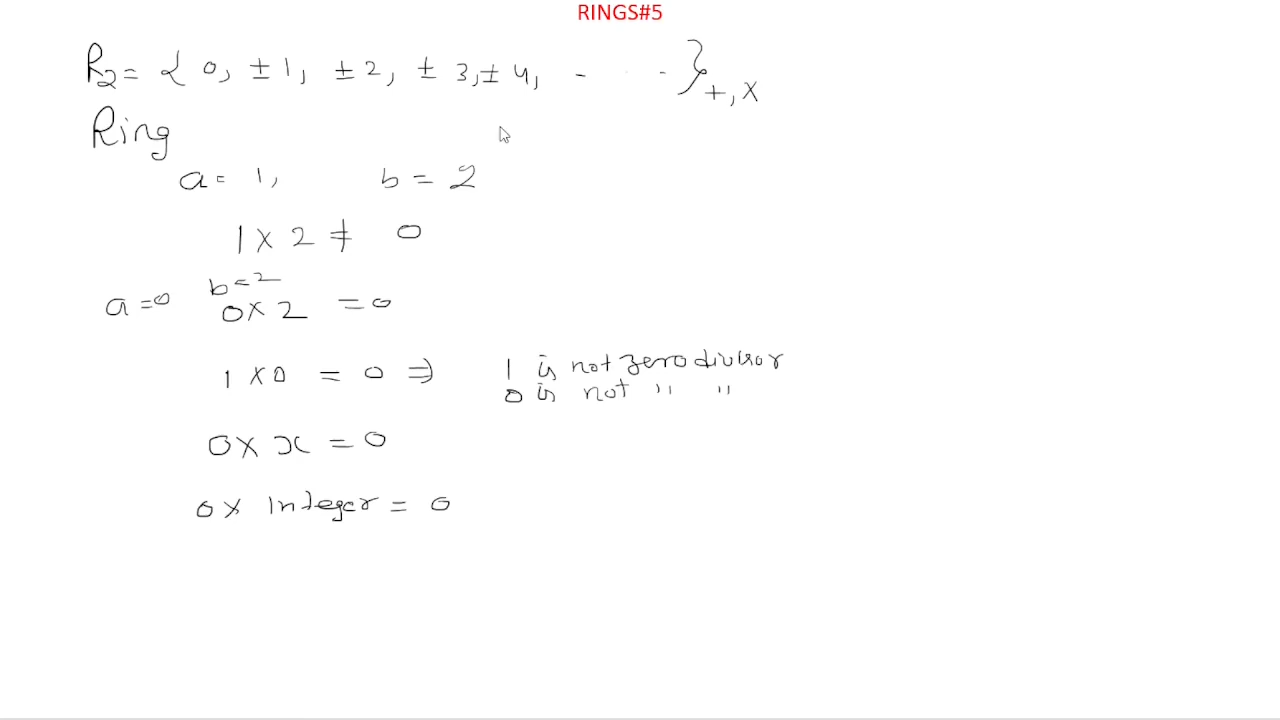 RINGS#5
R₂ = { 0, ±1, ±2, ±3, ±4, - - - } +, X
Ring
a = 1, b = 2
1 × 2 ≠ 0
a = 0 b = 2
0 × 2 = 0
1 × 0 = 0 ⇒ 1 is not zero divisor
0 is not " "
0 × x = 0
0 × Integer = 0